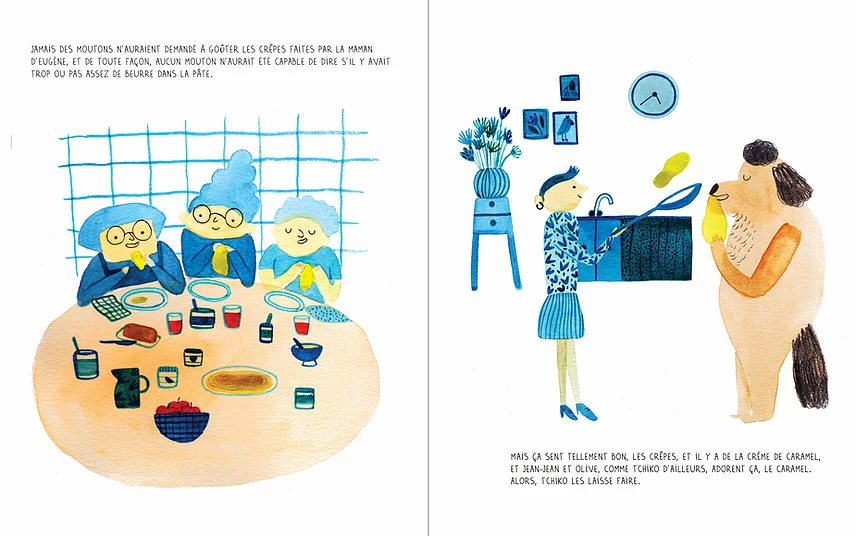 JAMAIS DES MOUTONS N'AURAIENT DEMANDÉ À GOÛTER LES CRÊPES FAITES PAR LA MAMAN
D'EUGÈNE, ET DE TOUTE FAÇON, AUCUN MOUTON N'AURAIT ÉTÉ CAPABLE DE DIRE S'IL Y AVAIT
TROP OU PAS ASSEZ DE BEURRE DANS LA PÂTE.
MAIS ÇA SENT TELLEMENT BON, LES CRÊPES, ET IL Y A DE LA CRÈME DE CARAMEL,
ET JEAN-JEAN ET OLIVE, COMME TCHIKO D'AILLEURS, ADORENT ÇA, LE CARAMEL.
ALORS, TCHIKO LES LAISSE FAIRE.